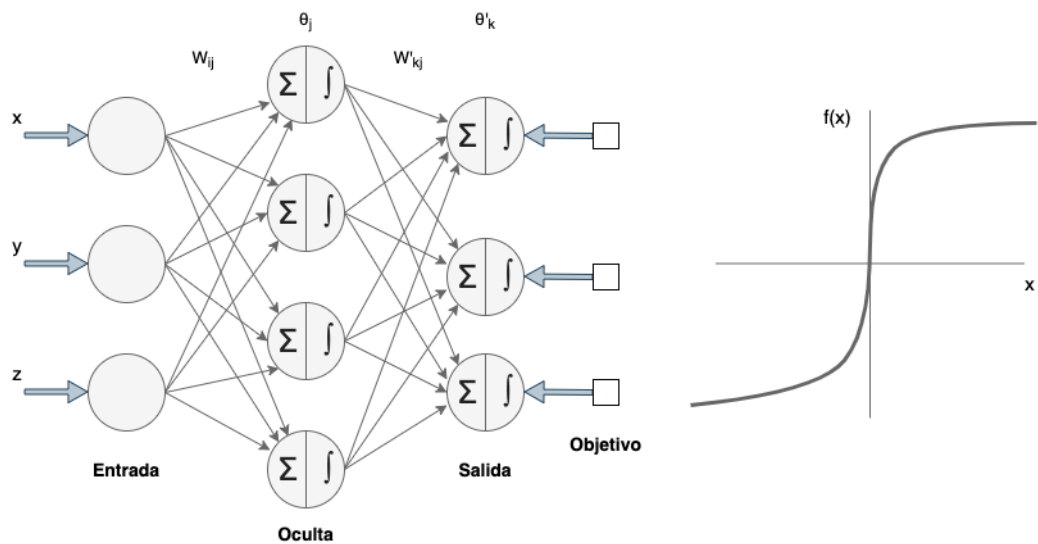 θj
θ'k
Wij
W'kj
x
Σ ∫
Σ ∫
f(x)
y
Σ ∫
Σ ∫
x
z
Σ ∫
Σ ∫
Objetivo
Entrada
Σ ∫
Salida
Oculta